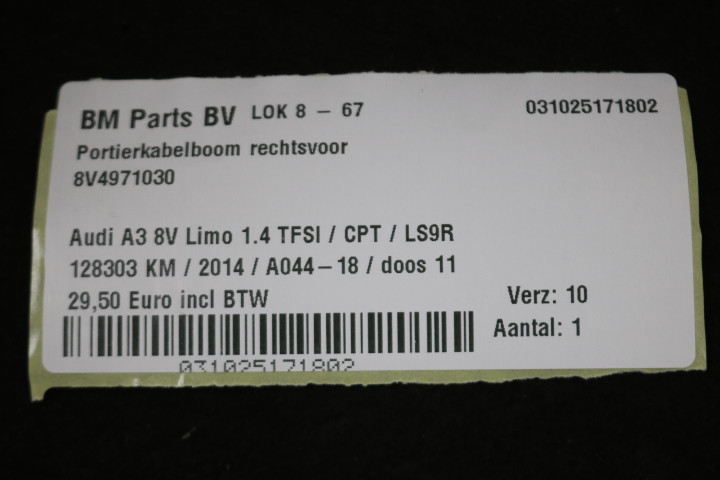 BM Parts BV LOK 8 - 67 031025171802
Portierkabelboom rechtsvoor
8V4971030
Audi A3 8V Limo 1.4 TFSI / CPT / LS9R
128303 KM / 2014 / A044-18 / doos 11
29,50 Euro incl BTW Verz: 10
Aantal: 1
031025171802